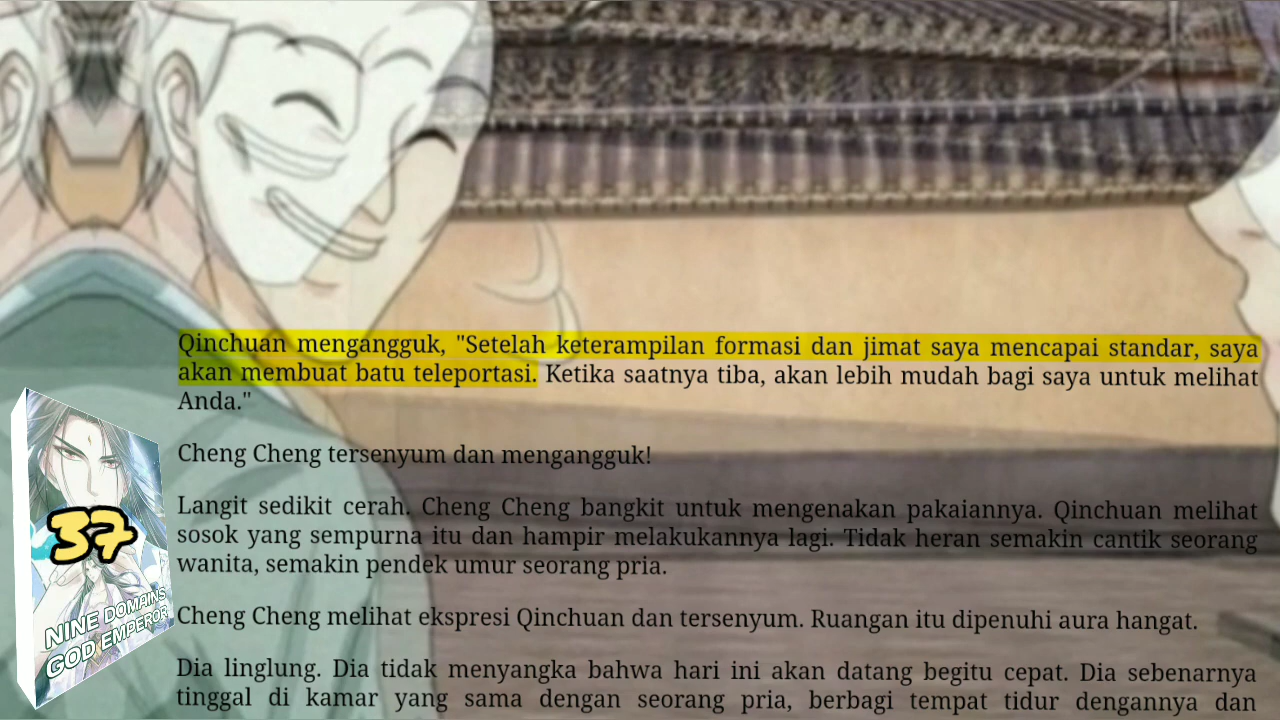 Qinchuan mengangguk, "Setelah keterampilan formasi dan jimat saya mencapai standar, saya
akan membuat batu teleportasi. Ketika saatnya tiba, akan lebih mudah bagi saya untuk melihat
Anda."
Cheng Cheng tersenyum dan mengangguk!
Langit sedikit cerah. Cheng Cheng bangkit untuk mengenakan pakaiannya. Qinchuan melihat
sosok yang sempurna itu dan hampir melakukannya lagi. Tidak heran semakin cantik seorang
wanita, semakin pendek umur seorang pria.
Cheng Cheng melihat ekspresi Qinchuan dan tersenyum. Ruangan itu dipenuhi aura hangat.
Dia linglung. Dia tidak menyangka bahwa hari ini akan datang begitu cepat. Dia sebenarnya
tinggal di kamar yang sama dengan seorang pria, berbagi tempat tidur dengannya dan
37
NINE DOMAINS
GOD EMPEROR